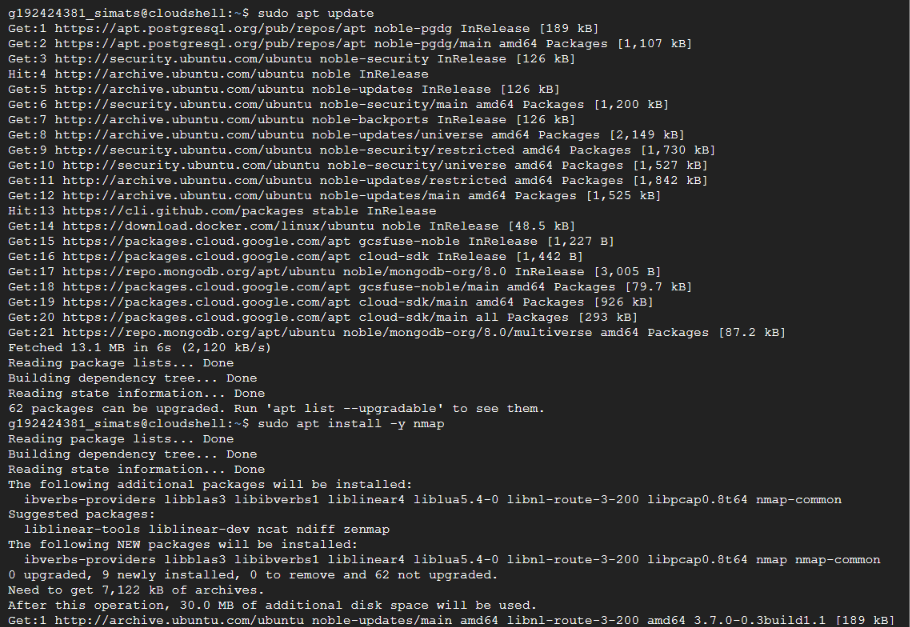 g192424381_simats@cloudshell:~$ sudo apt update
Get:1 https://apt.postgresql.org/pub/repos/apt noble-pgdg InRelease [189 kB]
Get:2 https://apt.postgresql.org/pub/repos/apt noble-pgdg/main amd64 Packages [1,107 kB]
Get:3 http://security.ubuntu.com/ubuntu noble-security InRelease [126 kB]
Hit:4 http://archive.ubuntu.com/ubuntu noble InRelease
Get:5 http://archive.ubuntu.com/ubuntu noble-updates InRelease [126 kB]
Get:6 http://security.ubuntu.com/ubuntu noble-security/main amd64 Packages [1,200 kB]
Get:7 http://archive.ubuntu.com/ubuntu noble-backports InRelease [126 kB]
Get:8 http://archive.ubuntu.com/ubuntu noble-updates/universe amd64 Packages [2,149 kB]
Get:9 http://security.ubuntu.com/ubuntu noble-security/restricted amd64 Packages [1,730 kB]
Get:10 http://security.ubuntu.com/ubuntu noble-security/universe amd64 Packages [1,527 kB]
Get:11 http://archive.ubuntu.com/ubuntu noble-updates/restricted amd64 Packages [1,842 kB]
Get:12 http://archive.ubuntu.com/ubuntu noble-updates/main amd64 Packages [1,525 kB]
Hit:13 https://cli.github.com/packages stable InRelease
Get:14 https://download.docker.com/linux/ubuntu noble InRelease [48.5 kB]
Get:15 https://packages.cloud.google.com/apt gcsfuse-noble InRelease [1,227 B]
Get:16 https://packages.cloud.google.com/apt cloud-sdk InRelease [1,442 B]
Get:17 https://repo.mongodb.org/apt/ubuntu noble/mongodb-org/8.0 InRelease [3,005 B]
Get:18 https://packages.cloud.google.com/apt gcsfuse-noble/main amd64 Packages [79.7 kB]
Get:19 https://packages.cloud.google.com/apt cloud-sdk/main amd64 Packages [926 kB]
Get:20 https://packages.cloud.google.com/apt cloud-sdk/main all Packages [293 kB]
Get:21 https://repo.mongodb.org/apt/ubuntu noble/mongodb-org/8.0/multiverse amd64 Packages [87.2 kB]
Fetched 13.1 MB in 6s (2,120 kB/s)
Reading package lists... Done
Building dependency tree... Done
Reading state information... Done
62 packages can be upgraded. Run 'apt list --upgradable' to see them.
g192424381_simats@cloudshell:~$ sudo apt install -y nmap
Reading package lists... Done
Building dependency tree... Done
Reading state information... Done
The following additional packages will be installed:
  ibverbs-providers libblas3 libibverbs1 liblinear4 liblua5.4-0 libnl-route-3-200 libpcap0.8t64 nmap-common
Suggested packages:
  liblinear-tools liblinear-dev ncat ndiff zenmap
The following NEW packages will be installed:
  ibverbs-providers libblas3 libibverbs1 liblinear4 liblua5.4-0 libnl-route-3-200 libpcap0.8t64 nmap nmap-common
0 upgraded, 9 newly installed, 0 to remove and 62 not upgraded.
Need to get 7,122 kB of archives.
After this operation, 30.0 MB of additional disk space will be used.
Get:1 http://archive.ubuntu.com/ubuntu noble-updates/main amd64 libnl-route-3-200 amd64 3.7.0-0.3build1.1 [189 kB]